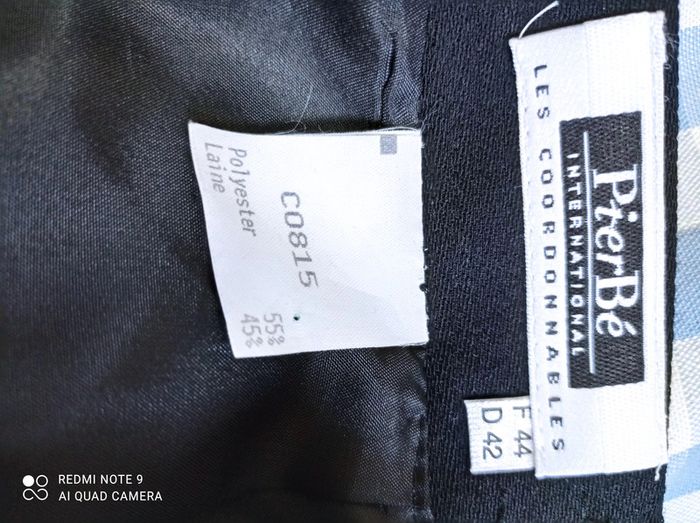 PierBé
INTERNATIONAL
LES COORDONNABLES
F 44
D 42
C0815
Polyester 55%
Laine 45%
REDMI NOTE 9
AI QUAD CAMERA